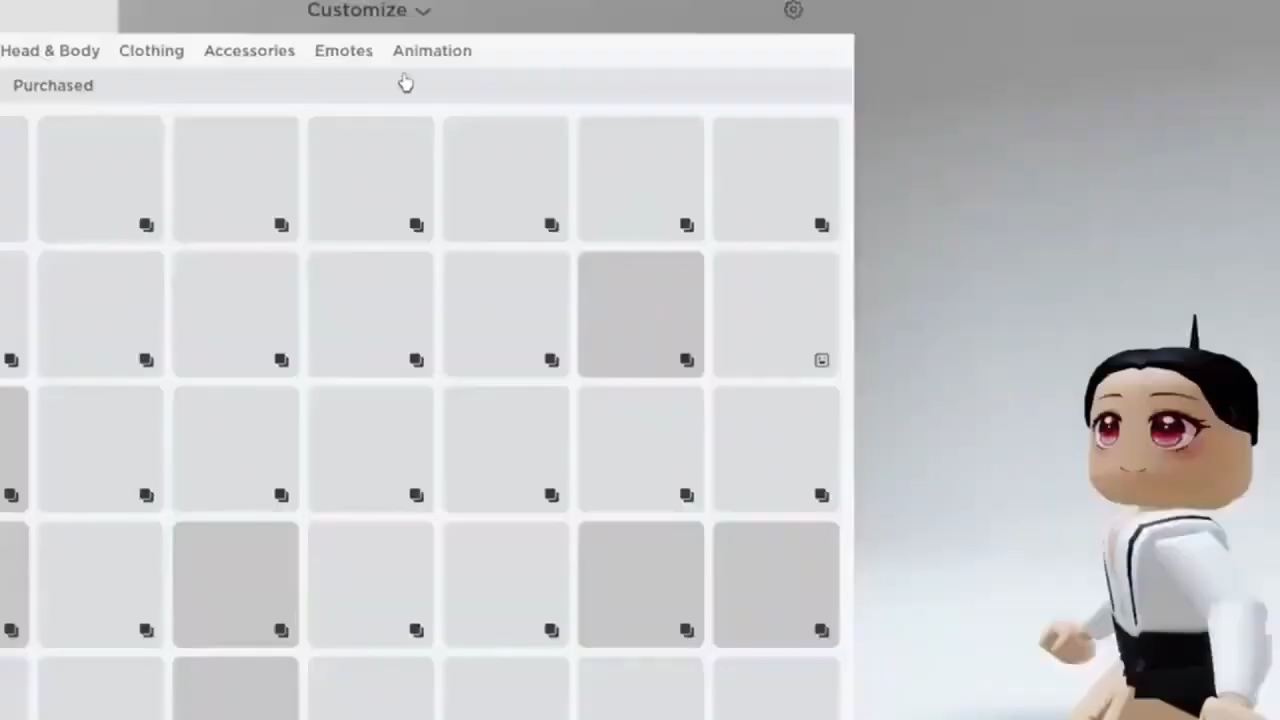 Customize
Head & Body Clothing Accessories Emotes Animation
Purchased